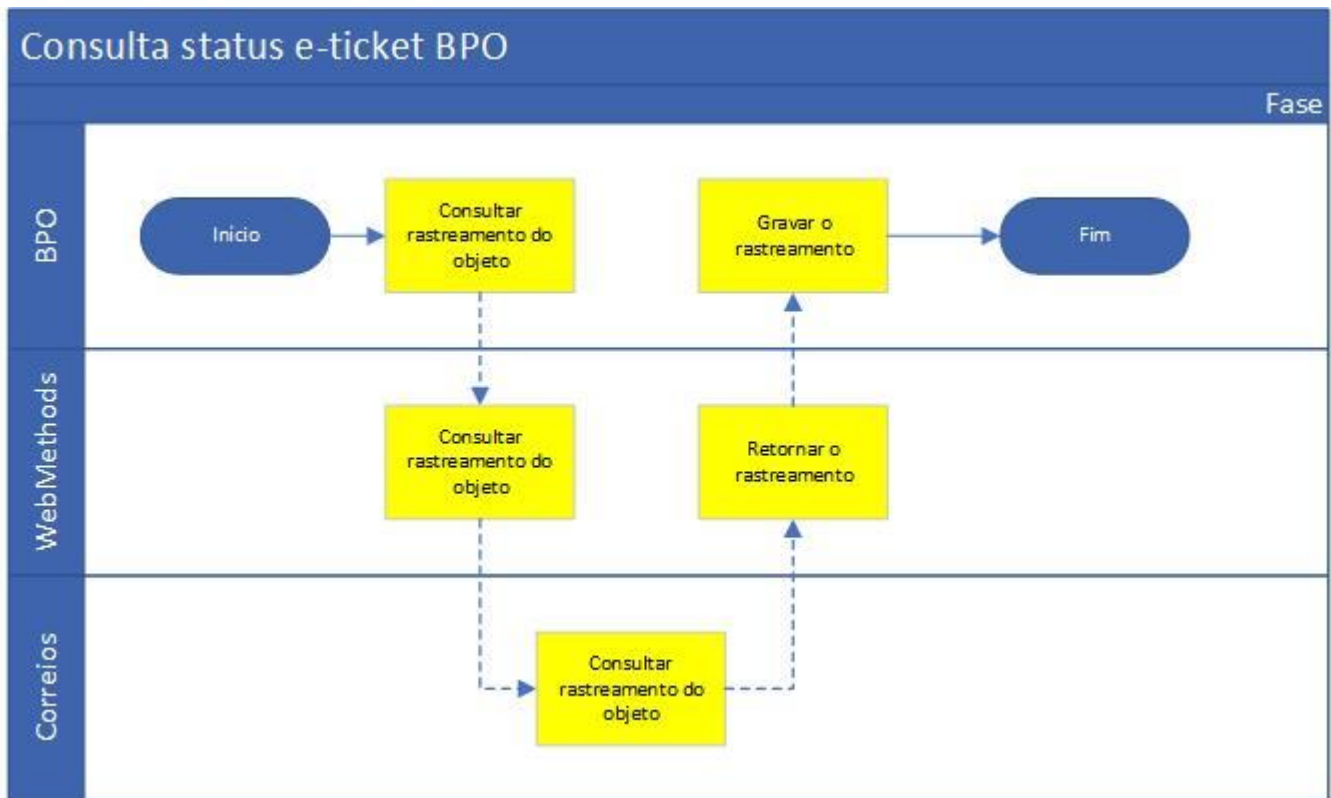 Consulta status e-ticket BPO
Fase
BPO
Início
Consultar
rastreamento do
objeto
Gravar o
rastreamento
Fim
WebMethods
Consultar
rastreamento do
objeto
Retornar o
rastreamento
Correios
Consultar
rastreamento do
objeto